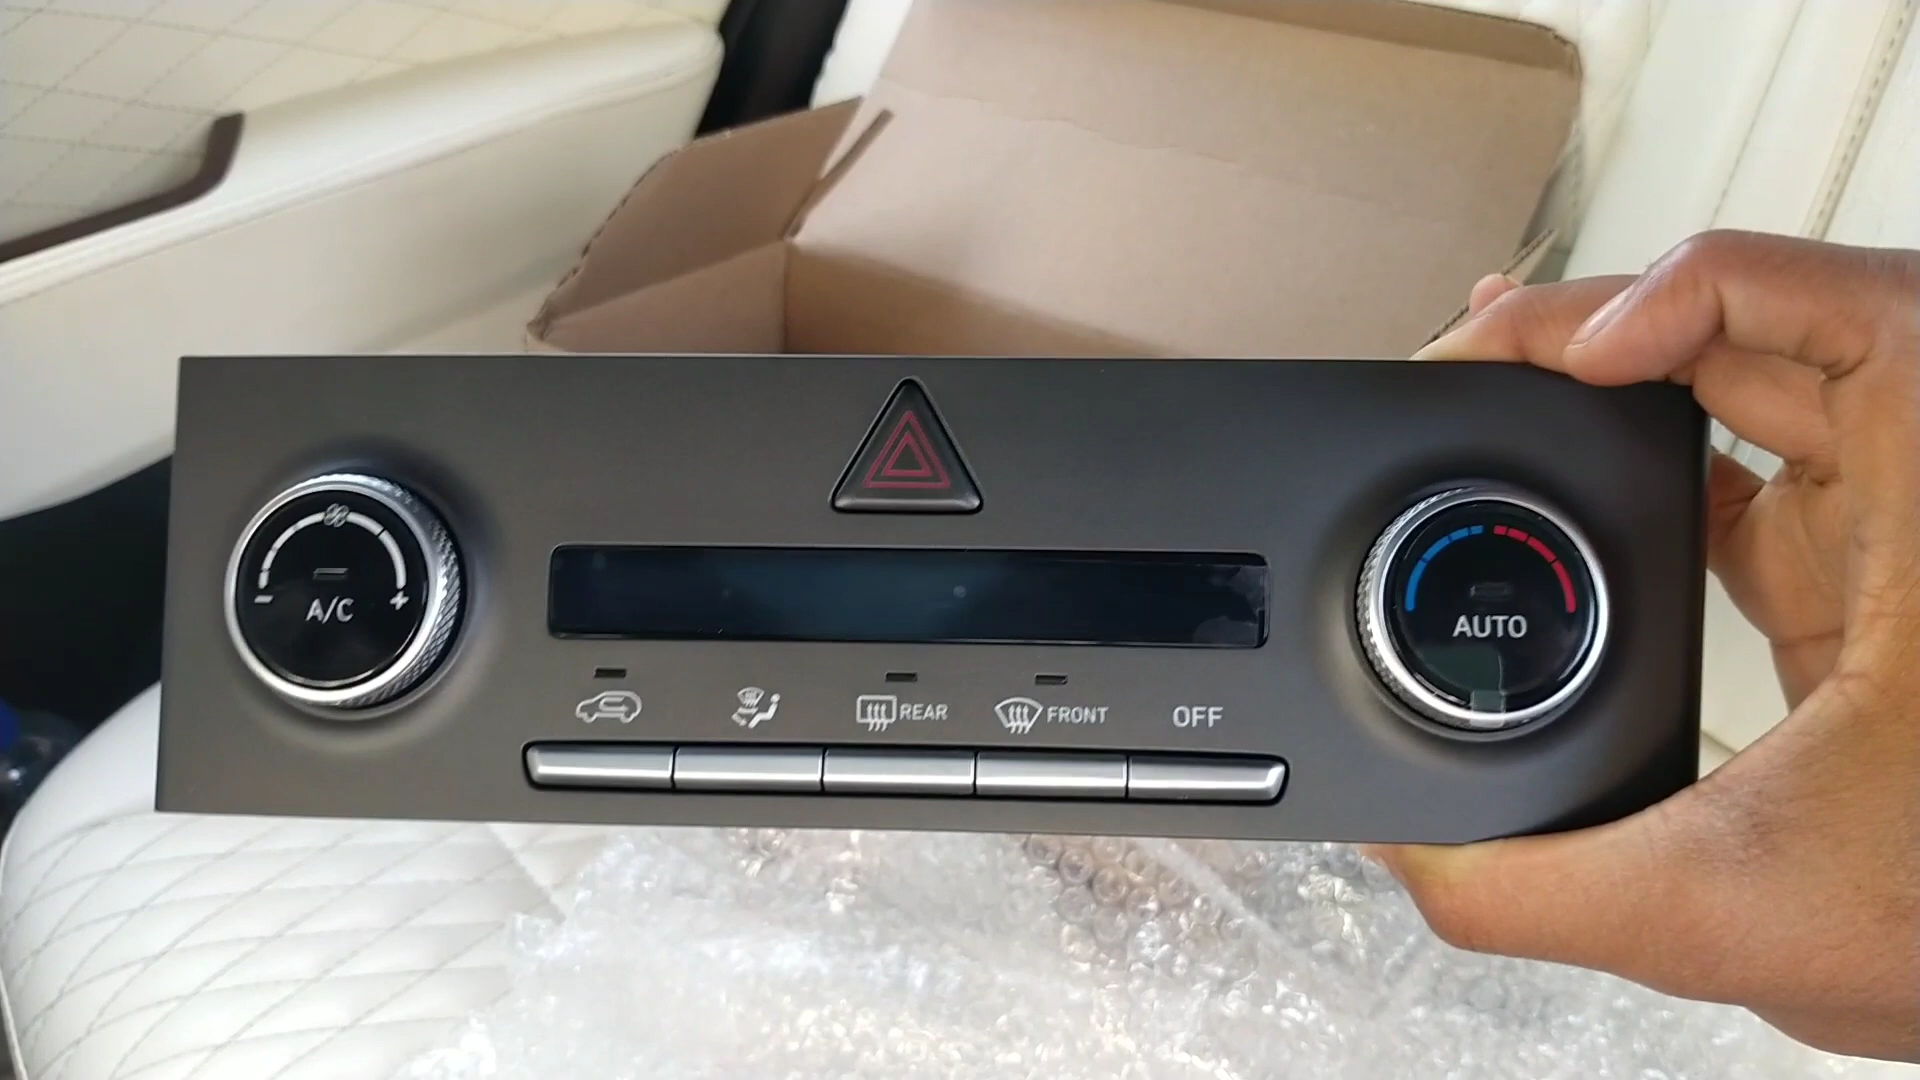 A/C
- +
AUTO
REAR
FRONT
OFF